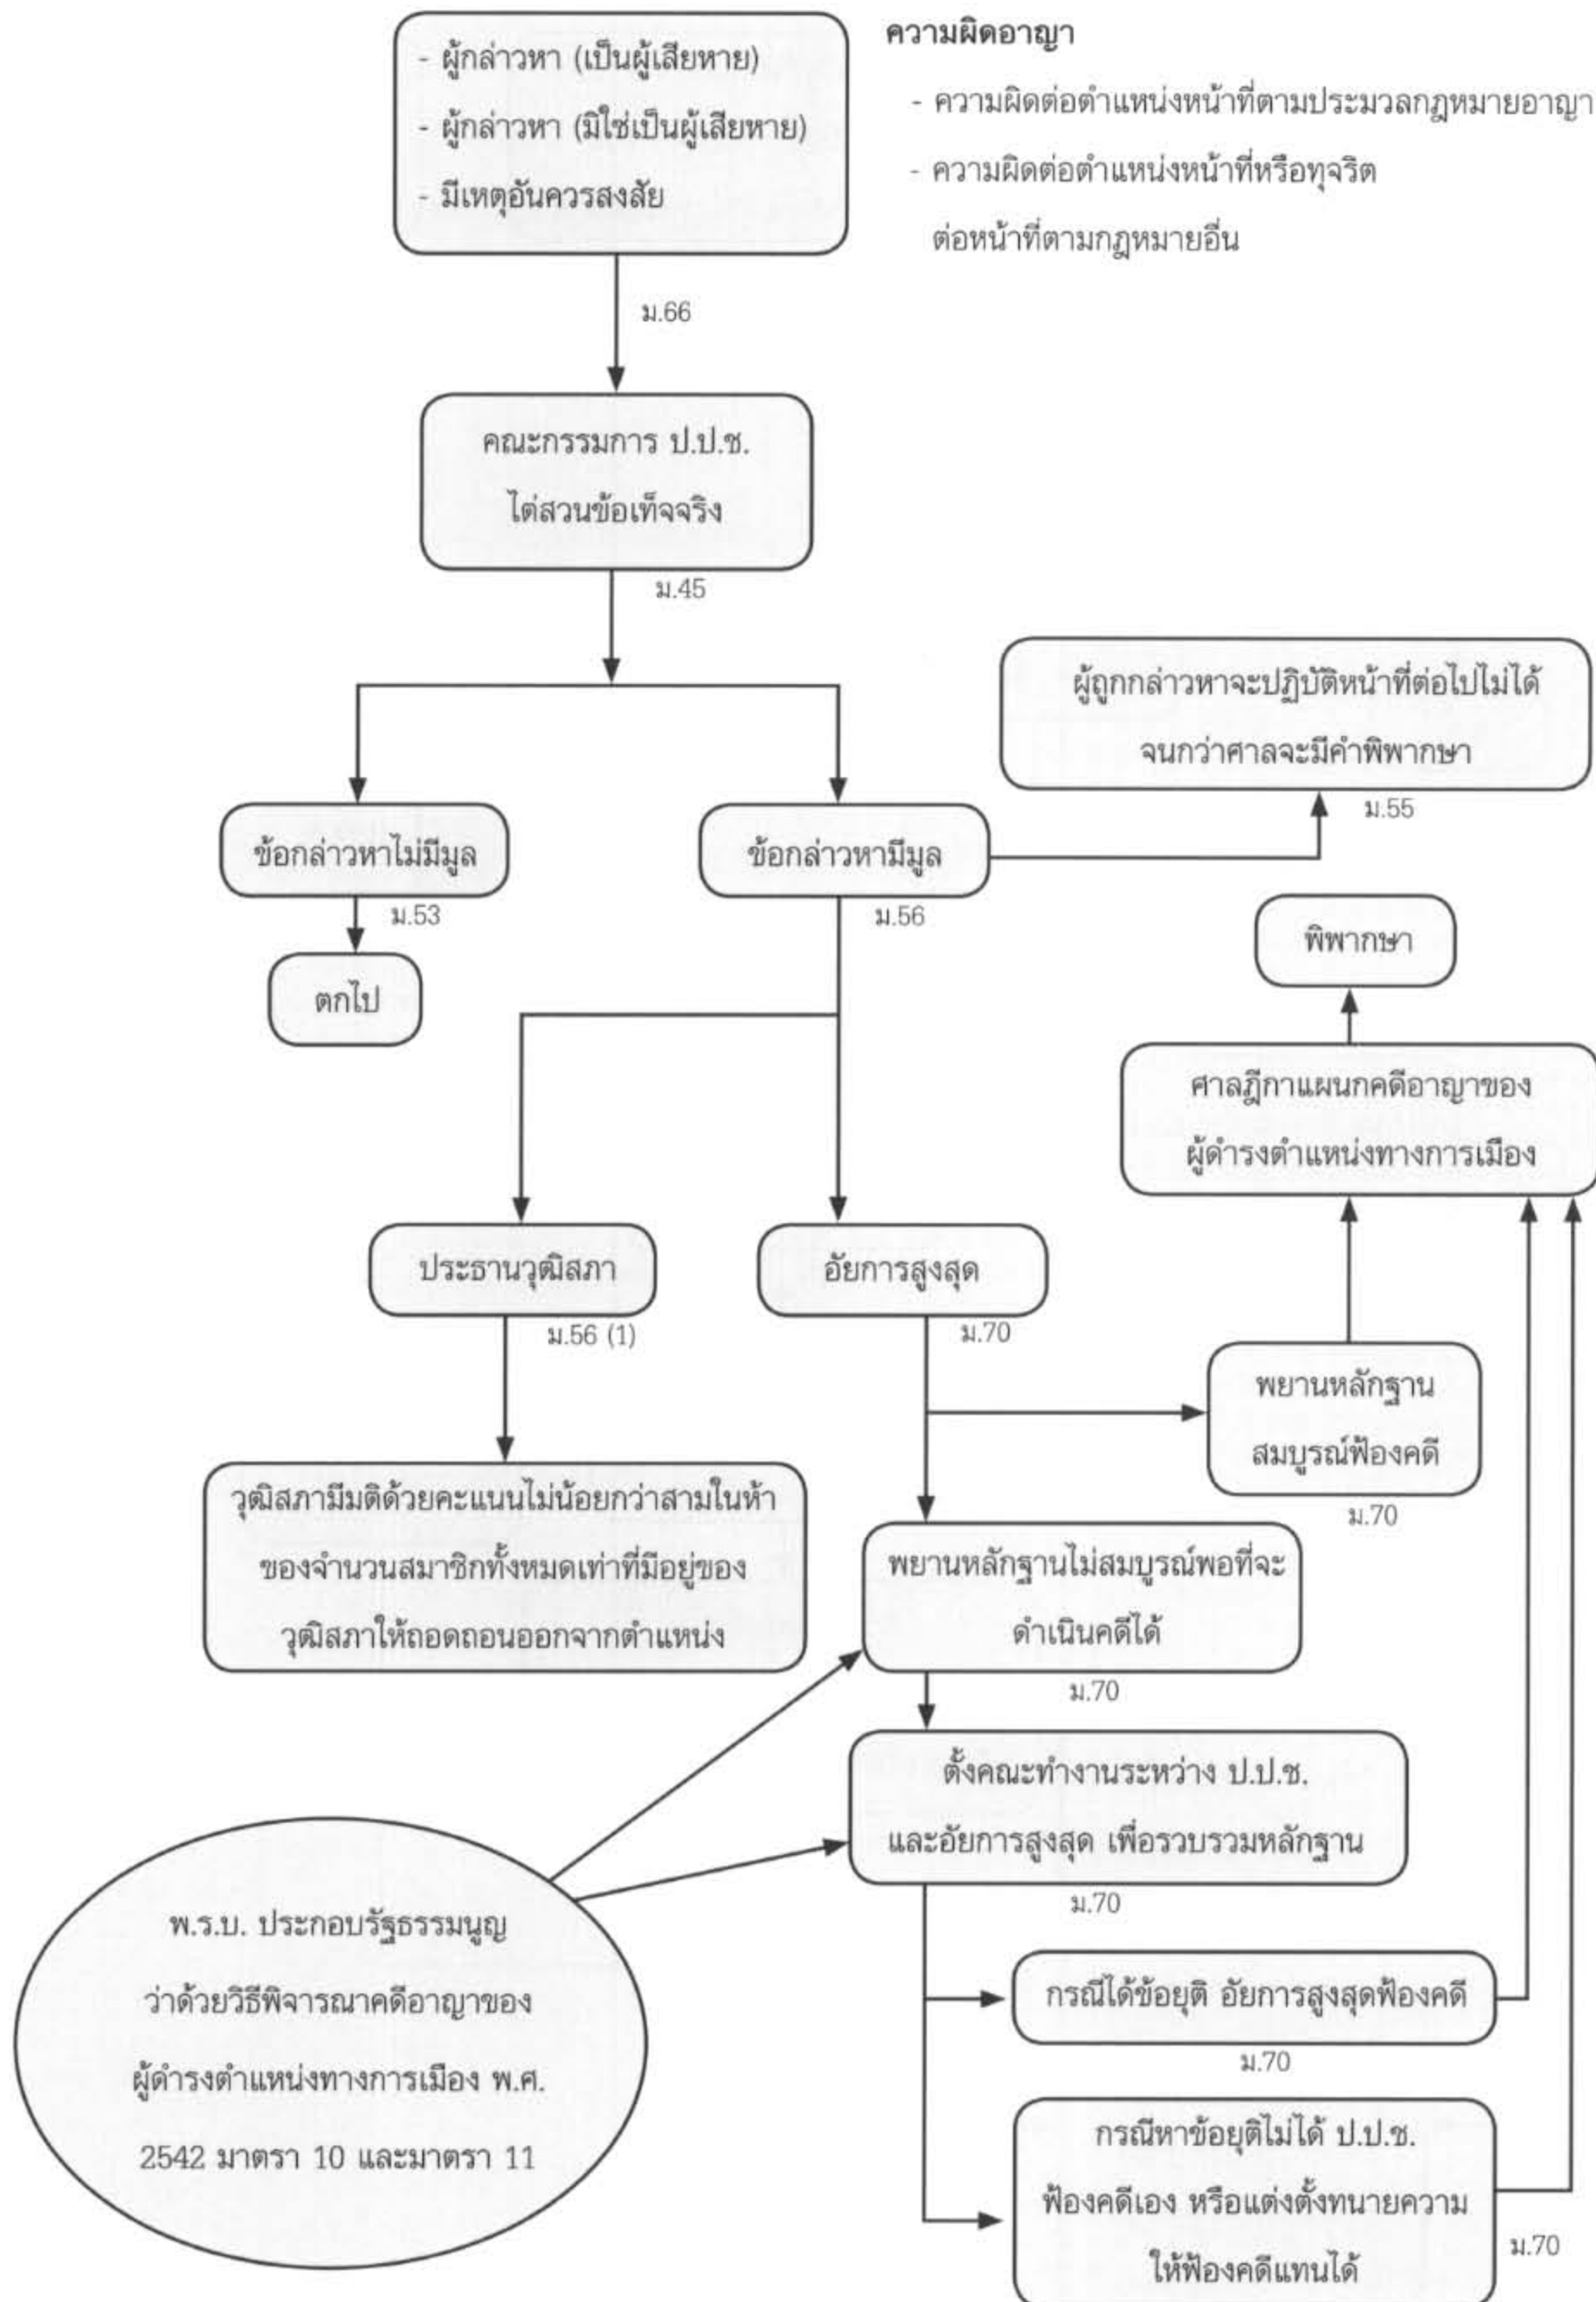 - ผู้กล่าวหา (เป็นผู้เสียหาย)
- ผู้กล่าวหา (มิใช่เป็นผู้เสียหาย)
- มีเหตุอันควรสงสัย
ความผิดอาญา
- ความผิดต่อตำแหน่งหน้าที่ตามประมวลกฎหมายอาญา
- ความผิดต่อตำแหน่งหน้าที่หรือทุจริต
ต่อหน้าที่ตามกฎหมายอื่น
ม.66
คณะกรรมการ ป.ป.ช.
ไต่สวนข้อเท็จจริง
ม.45
ผู้ถูกกล่าวหาจะปฏิบัติหน้าที่ต่อไปไม่ได้
จนกว่าศาลจะมีคำพิพากษา
ม.55
ข้อกล่าวหาไม่มีมูล
ม.53
ข้อกล่าวหามีมูล
ม.56
ตกไป
พิพากษา
ศาลฎีกาแผนกคดีอาญาของ
ผู้ดำรงตำแหน่งทางการเมือง
ประธานวุฒิสภา
ม.56 (1)
อัยการสูงสุด
ม.70
พยานหลักฐาน
สมบูรณ์ฟ้องคดี
ม.70
วุฒิสภามีมติด้วยคะแนนไม่น้อยกว่าสามในห้า
ของจำนวนสมาชิกทั้งหมดเท่าที่มีอยู่ของ
วุฒิสภาให้ถอดถอนออกจากตำแหน่ง
พยานหลักฐานไม่สมบูรณ์พอที่จะ
ดำเนินคดีได้
ม.70
ตั้งคณะทำงานระหว่าง ป.ป.ช.
และอัยการสูงสุด เพื่อรวบรวมหลักฐาน
ม.70
พ.ร.บ. ประกอบรัฐธรรมนูญ
ว่าด้วยวิธีพิจารณาคดีอาญาของ
ผู้ดำรงตำแหน่งทางการเมือง พ.ศ.
2542 มาตรา 10 และมาตรา 11
กรณีได้ข้อยุติ อัยการสูงสุดฟ้องคดี
ม.70
กรณีหาข้อยุติไม่ได้ ป.ป.ช.
ฟ้องคดีเอง หรือแต่งตั้งทนายความ
ให้ฟ้องคดีแทนได้
ม.70